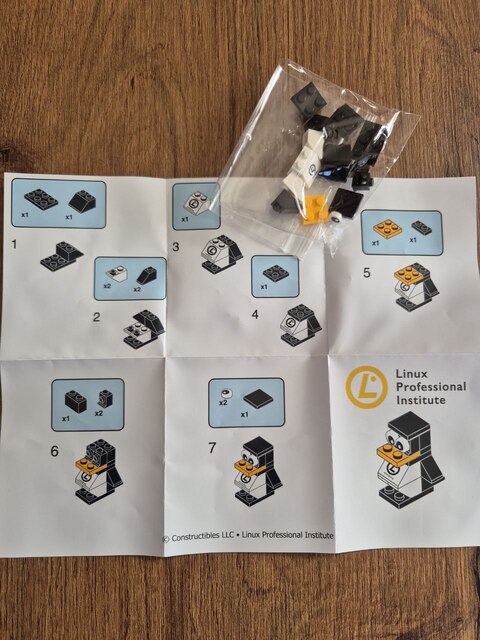 x1 x1
1
x2 x2
2
x1
3
x1
4
x1 x1
5
Linux
Professional
Institute
x1 x2
6
x2
x1
7
© Constructibles LLC • Linux Professional Institute